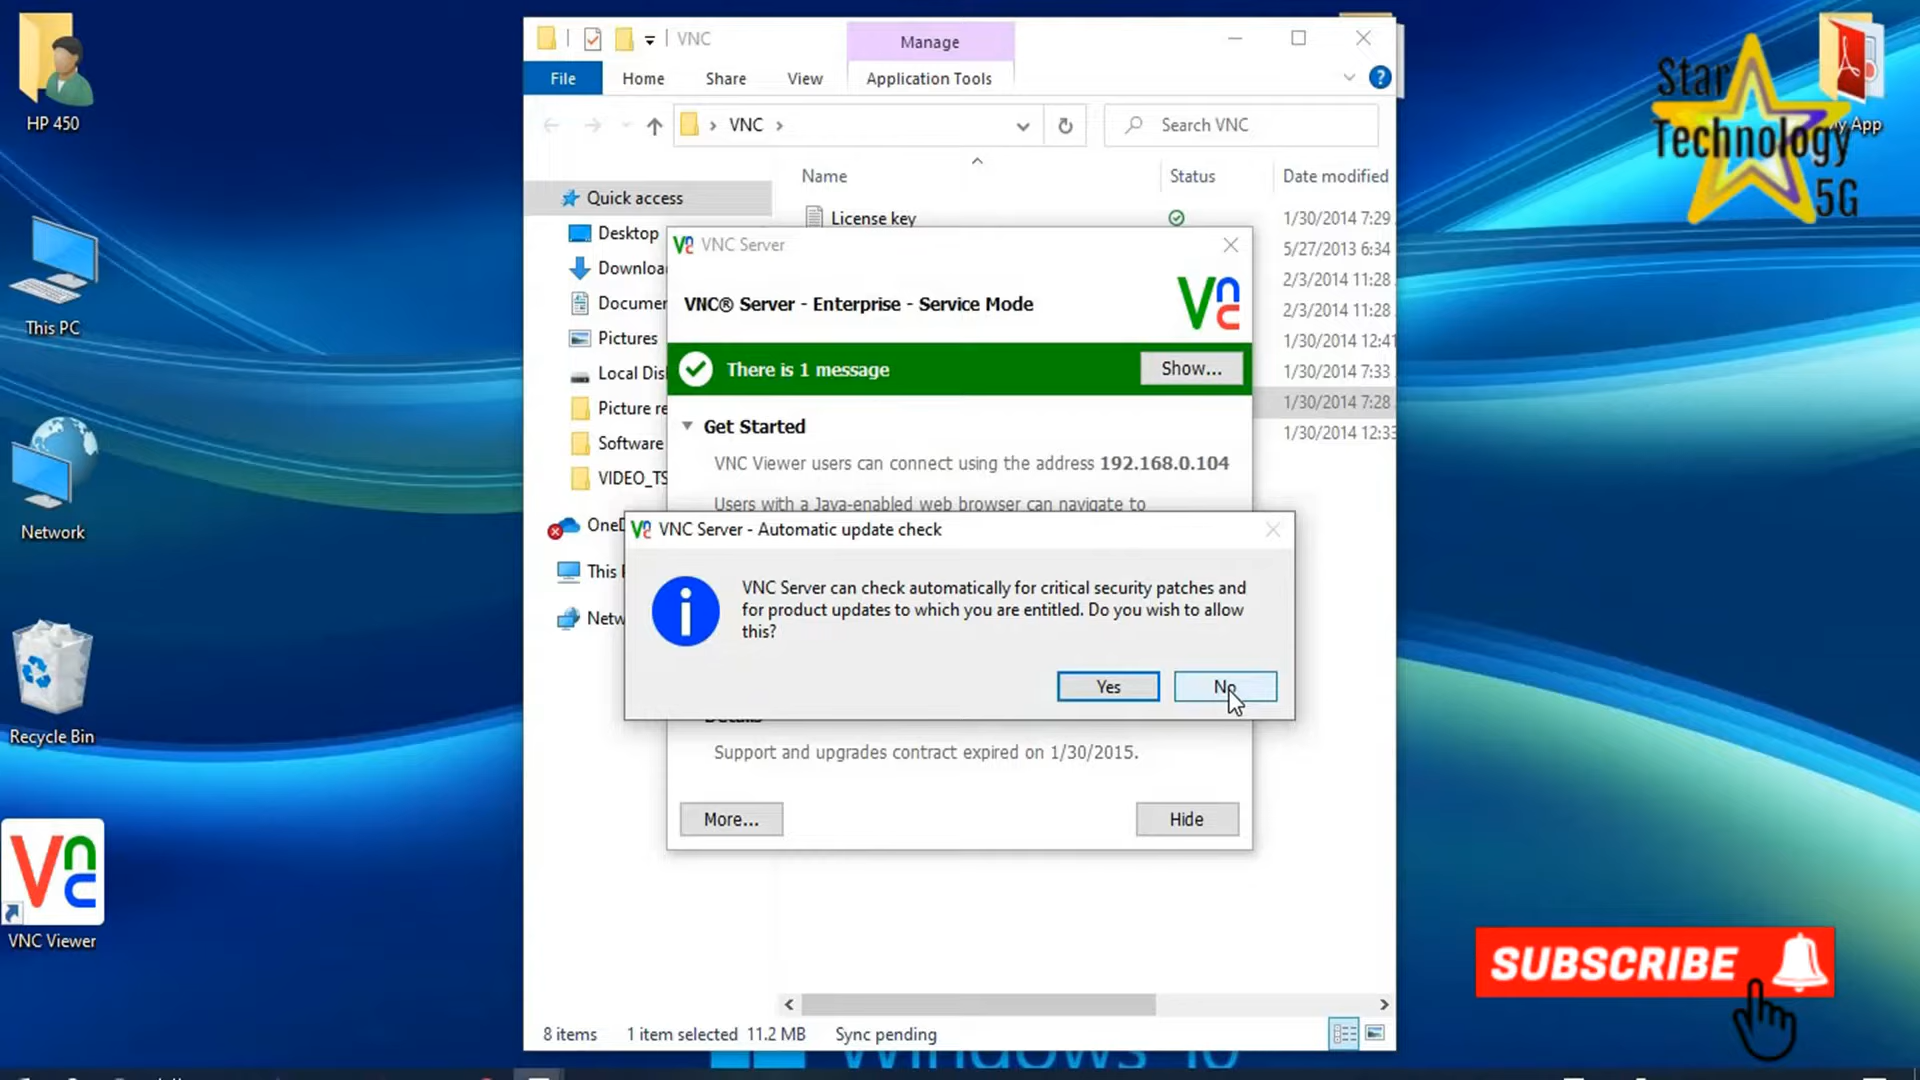 HP 450
This PC
Network
Recycle Bin
VNC Viewer
VNC
Manage
File
Home
Share
View
Application Tools
VNC
Search VNC
Name
Status
Date modified
Quick access
Desktop
Documen
Pictures
Local Dis
Picture re
Software
VIDEO_TS
License key
1/30/2014 7:29
5/27/2013 6:34
2/3/2014 11:28
2/3/2014 11:28
1/30/2014 12:41
1/30/2014 7:33
1/30/2014 7:28
1/30/2014 12:33
VNC Server
VNC® Server - Enterprise - Service Mode
There is 1 message
Show...
Get Started
VNC Viewer users can connect using the address 192.168.0.104
Users with a Java-enabled web browser can navigate to
VNC Server - Automatic update check
VNC Server can check automatically for critical security patches and
for product updates to which you are entitled. Do you wish to allow
this?
Yes
No
Support and upgrades contract expired on 1/30/2015.
More...
Hide
8 items
1 item selected 11.2 MB
Sync pending
Star
Technology
5G
SUBSCRIBE